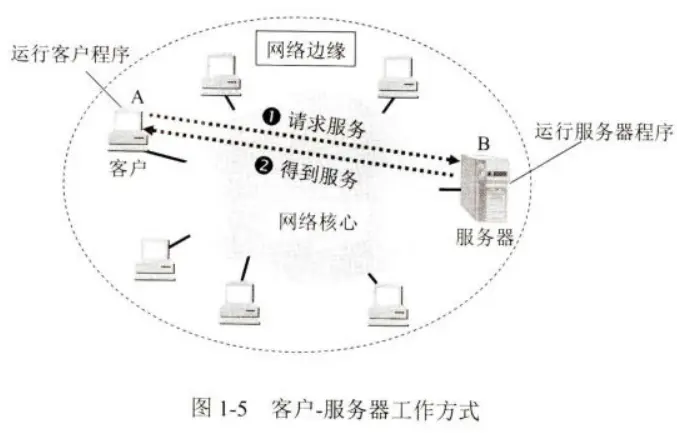 网络边缘
运行客户程序
A
❶ 请求服务
B
运行服务器程序
客户
❷ 得到服务
网络核心
服务器
图 1-5 客户-服务器工作方式